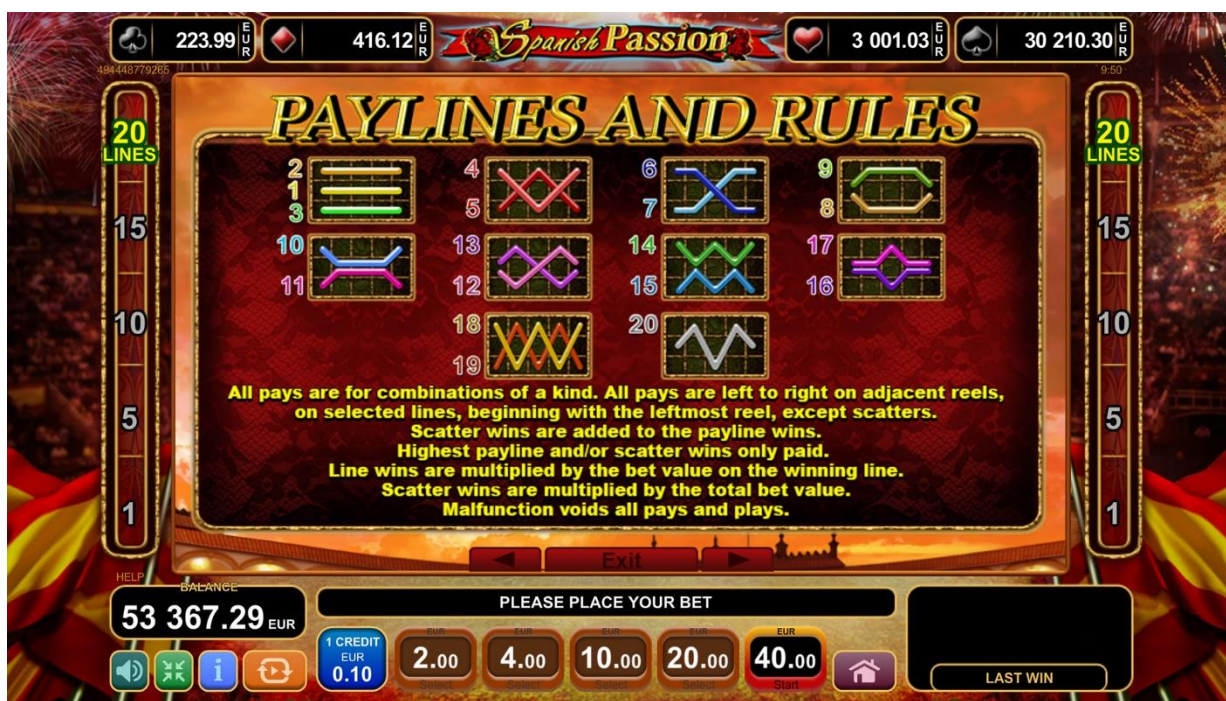 223.99 EUR
416.12 EUR
Spanish Passion
3 001.03 EUR
30 210.30 EUR
494448779265
9:50
PAYLINES AND RULES
20
LINES
15
10
5
1
20
LINES
15
10
5
1
2
1
3
4
5
6
7
9
8
10
11
13
12
14
15
17
16
18
19
20
All pays are for combinations of a kind. All pays are left to right on adjacent reels,
on selected lines, beginning with the leftmost reel, except scatters.
Scatter wins are added to the payline wins.
Highest payline and/or scatter wins only paid.
Line wins are multiplied by the bet value on the winning line.
Scatter wins are multiplied by the total bet value.
Malfunction voids all pays and plays.
Exit
HELP
BALANCE
53 367.29 EUR
PLEASE PLACE YOUR BET
1 CREDIT
EUR
0.10
EUR
2.00
Select
EUR
4.00
Select
EUR
10.00
Select
EUR
20.00
Select
EUR
40.00
Start
LAST WIN